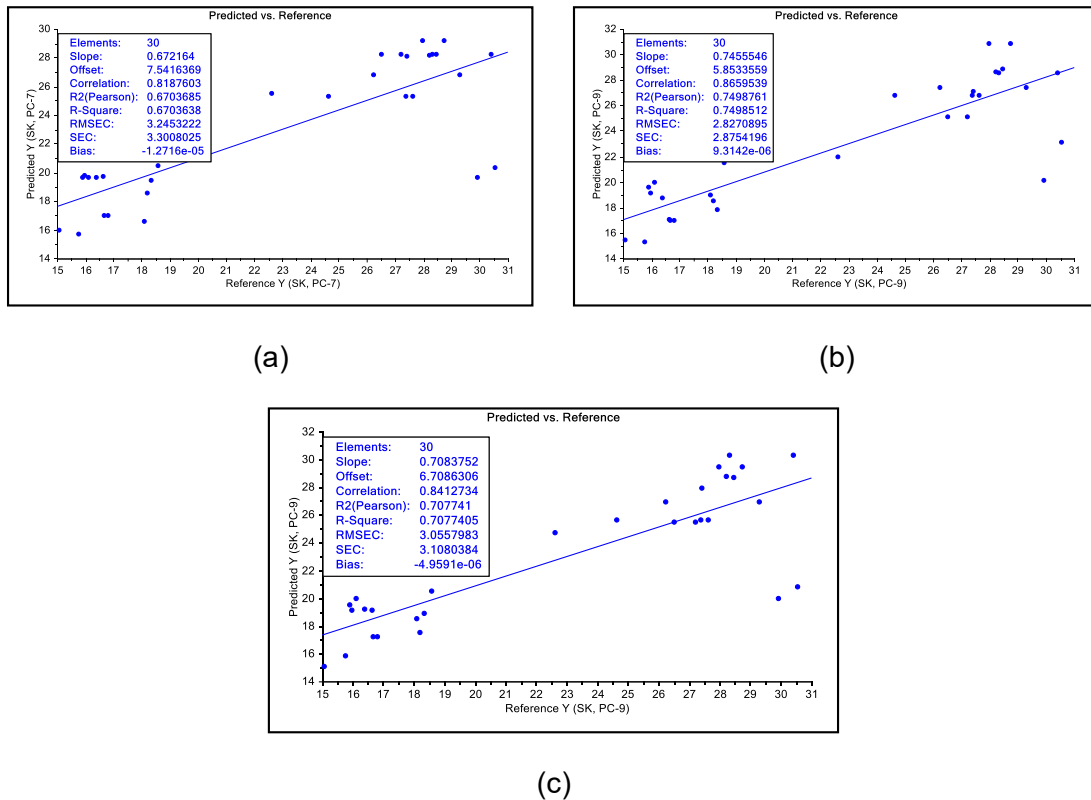 Predicted vs. Reference
30
28
26
24
22
20
18
16
14
Predicted Y (SK, PC-7)
Elements: 30
Slope: 0.672164
Offset: 7.5416369
Correlation: 0.8187603
R2(Pearson): 0.6703685
R-Square: 0.6703638
RMSEC: 3.2453222
SEC: 3.3008025
Bias: -1.2716e-05
15 16 17 18 19 20 21 22 23 24 25 26 27 28 29 30 31
Reference Y (SK, PC-7)
(a)
Predicted vs. Reference
32
30
28
26
24
22
20
18
16
14
Predicted Y (SK, PC-9)
Elements: 30
Slope: 0.7455546
Offset: 5.8533559
Correlation: 0.8659539
R2(Pearson): 0.7498761
R-Square: 0.7498512
RMSEC: 2.8270895
SEC: 2.8754196
Bias: 9.3142e-06
15 16 17 18 19 20 21 22 23 24 25 26 27 28 29 30 31
Reference Y (SK, PC-9)
(b)
Predicted vs. Reference
32
30
28
26
24
22
20
18
16
14
Predicted Y (SK, PC-9)
Elements: 30
Slope: 0.7083752
Offset: 6.7086306
Correlation: 0.8412734
R2(Pearson): 0.707741
R-Square: 0.7077405
RMSEC: 3.0557983
SEC: 3.1080384
Bias: -4.9591e-06
15 16 17 18 19 20 21 22 23 24 25 26 27 28 29 30 31
Reference Y (SK, PC-9)
(c)